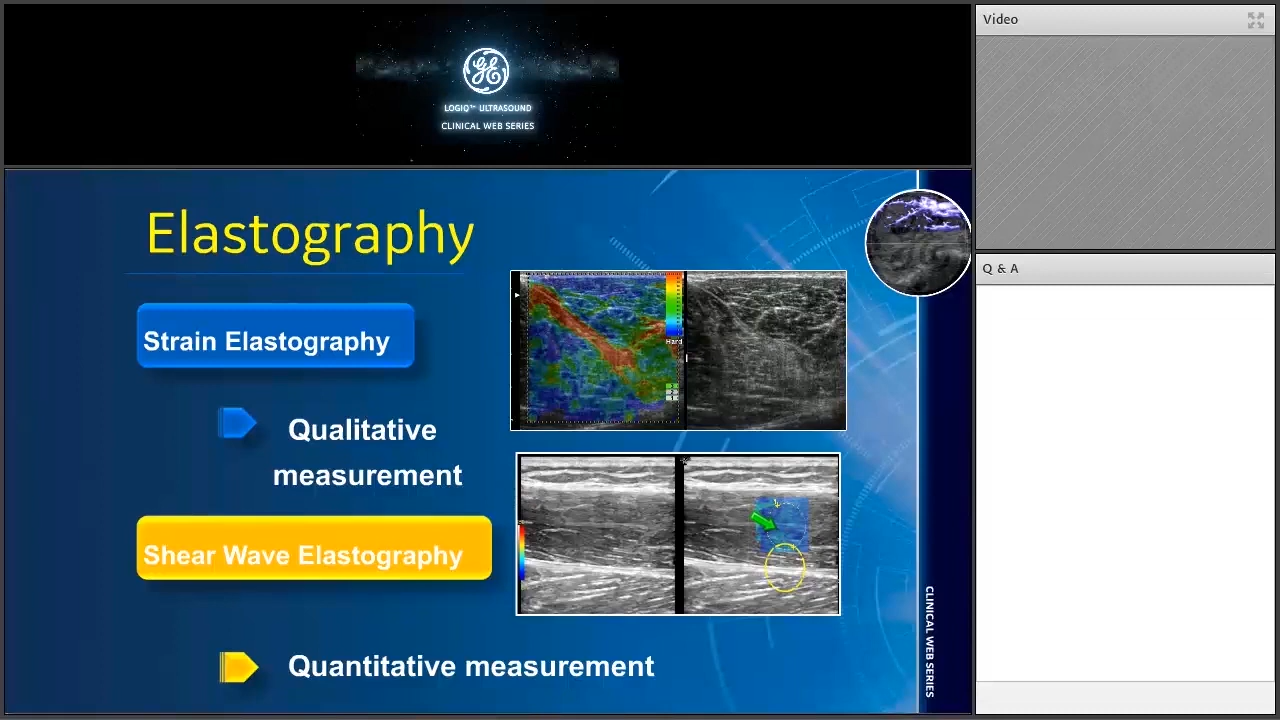 LOGIQ™ ULTRASOUND
CLINICAL WEB SERIES
Video
Q & A
Elastography
Strain Elastography
Qualitative
measurement
Shear Wave Elastography
Quantitative measurement
Hard
CLINICAL WEB SERIES